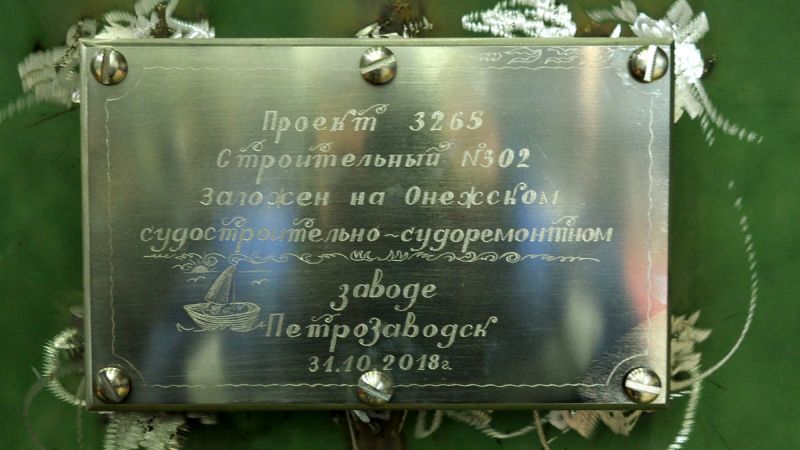 Проект 3265
Строительный №302
Заложен на Онежском
судостроительно-судоремонтном
заводе
Петрозаводск
31.10.2018г.